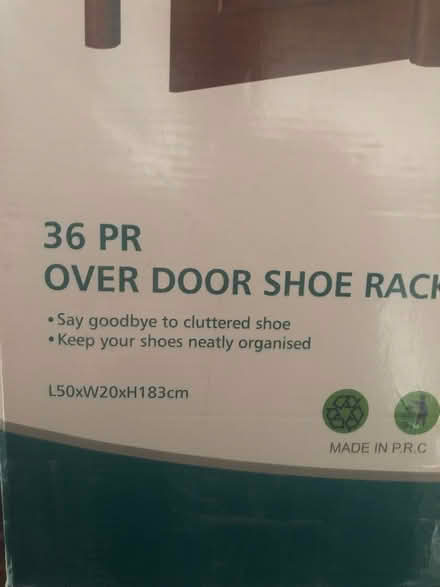 36 PR
OVER DOOR SHOE RACK
• Say goodbye to cluttered shoe
• Keep your shoes neatly organised
L50xW20xH183cm
MADE IN P.R.C